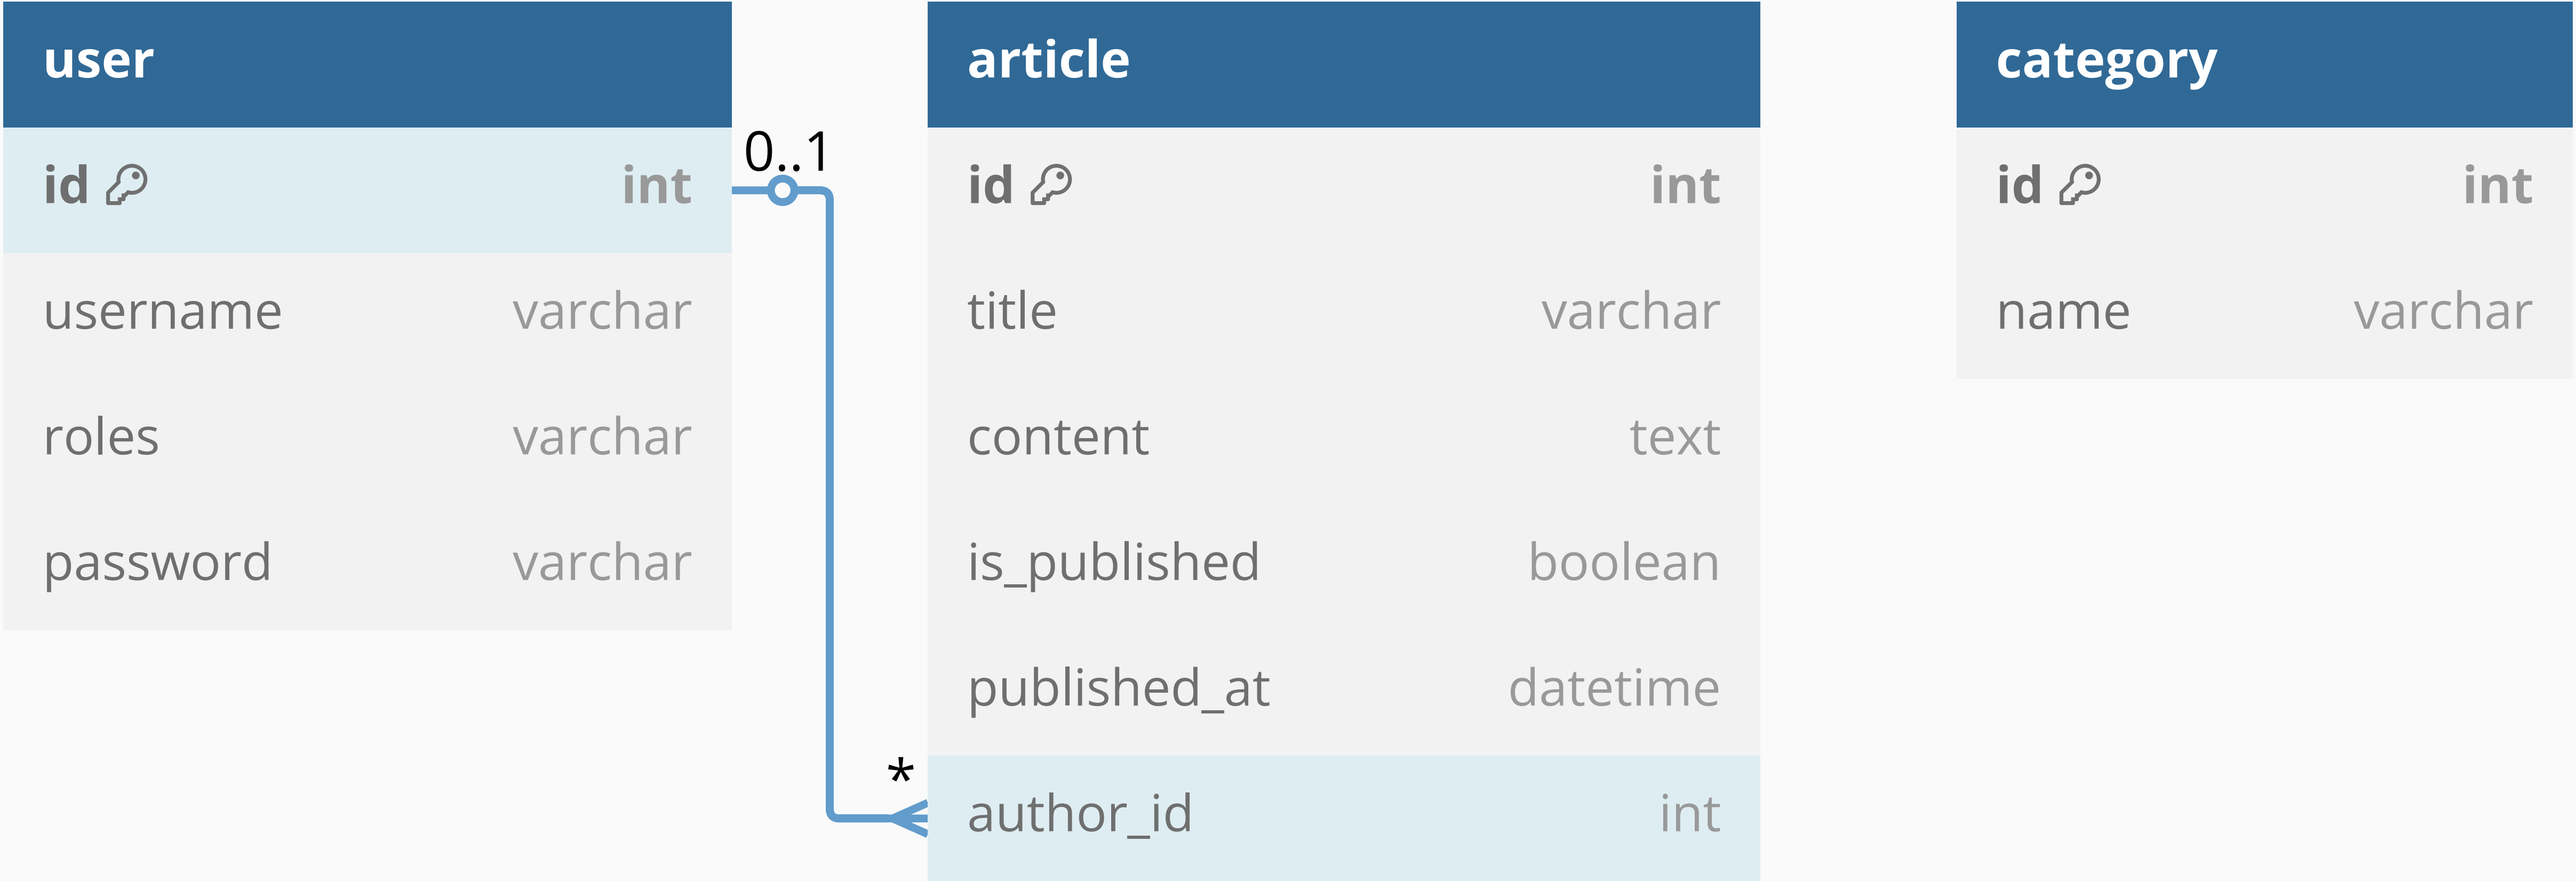 user
id int
username varchar
roles varchar
password varchar
0..1
*
article
id int
title varchar
content text
is_published boolean
published_at datetime
author_id int
category
id int
name varchar